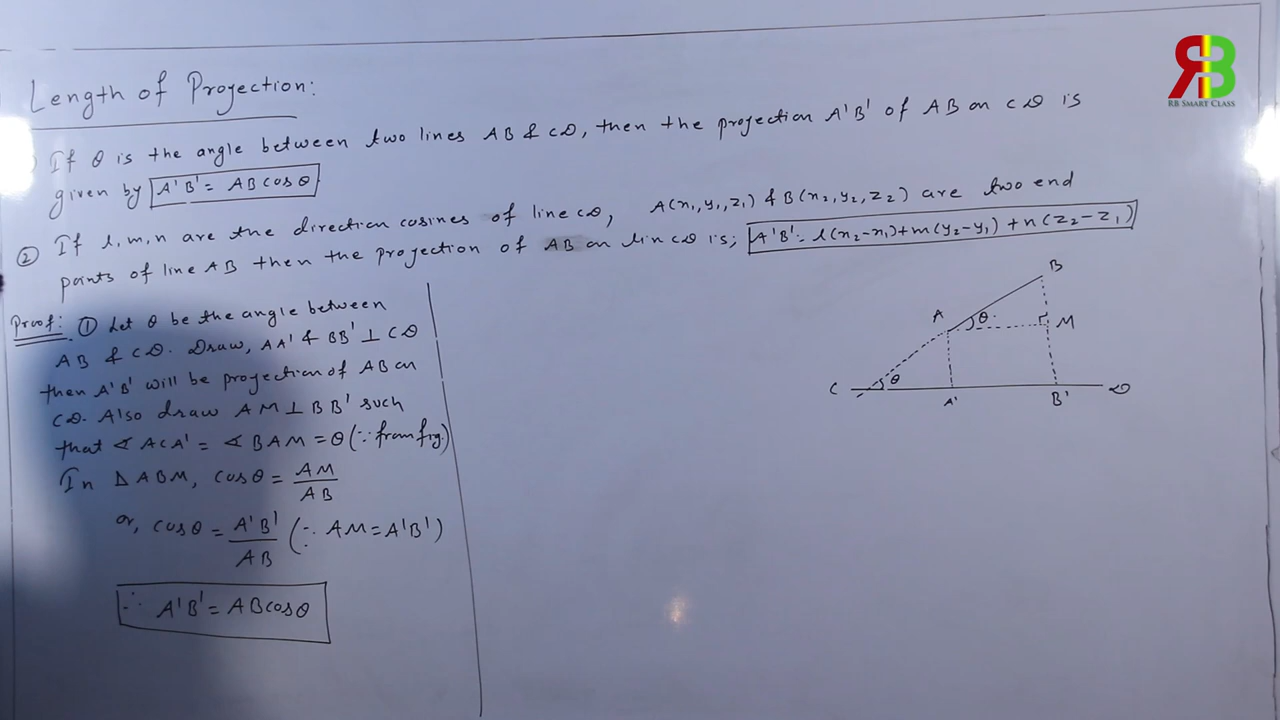 Length of Projection:
If θ is the angle between two lines AB & CD, then the projection A'B' of AB on CD is
given by A'B' = AB cosθ
② If l, m, n are the direction cosines of line CD, A(x₁, y₁, z₁) & B(x₂, y₂, z₂) are two end
points of line AB then the projection of AB on lin CD is; A'B' = l(x₂-x₁)+m(y₂-y₁)+n(z₂-z₁)
Proof: ① Let θ be the angle between
AB & CD. Draw, AA' & BB' ⊥ CD
then A'B' will be projection of AB on
CD. Also draw AM ⊥ BB' such
that ∢ ACA' = ∢ BAM = θ (∵ from fig)
In △ ABM, cosθ = AM/AB
or, cosθ = A'B'/AB (∵ AM = A'B')
∴ A'B' = AB cosθ
B
A θ M
C θ A' B' D
RB
RB SMART CLASS